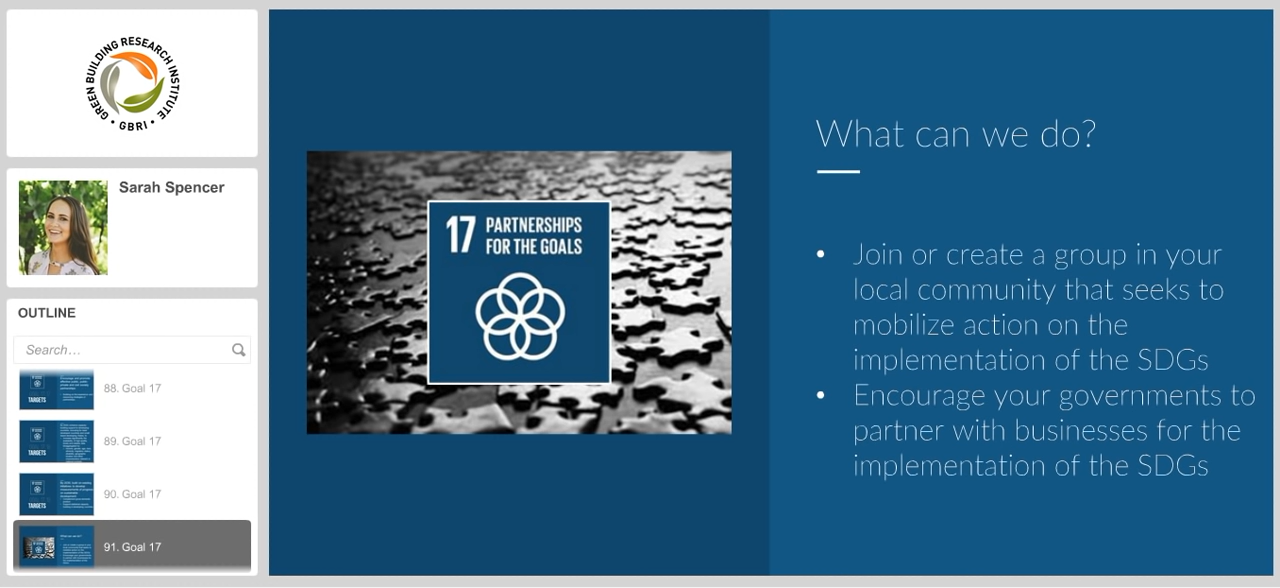 GREEN BUILDING RESEARCH INSTITUTE
• GBRI •
Sarah Spencer
OUTLINE
Search...
88. Goal 17
TARGETS
89. Goal 17
TARGETS
90. Goal 17
TARGETS
91. Goal 17
17 PARTNERSHIPS
FOR THE GOALS
What can we do?
• Join or create a group in your
local community that seeks to
mobilize action on the
implementation of the SDGs
• Encourage your governments to
partner with businesses for the
implementation of the SDGs